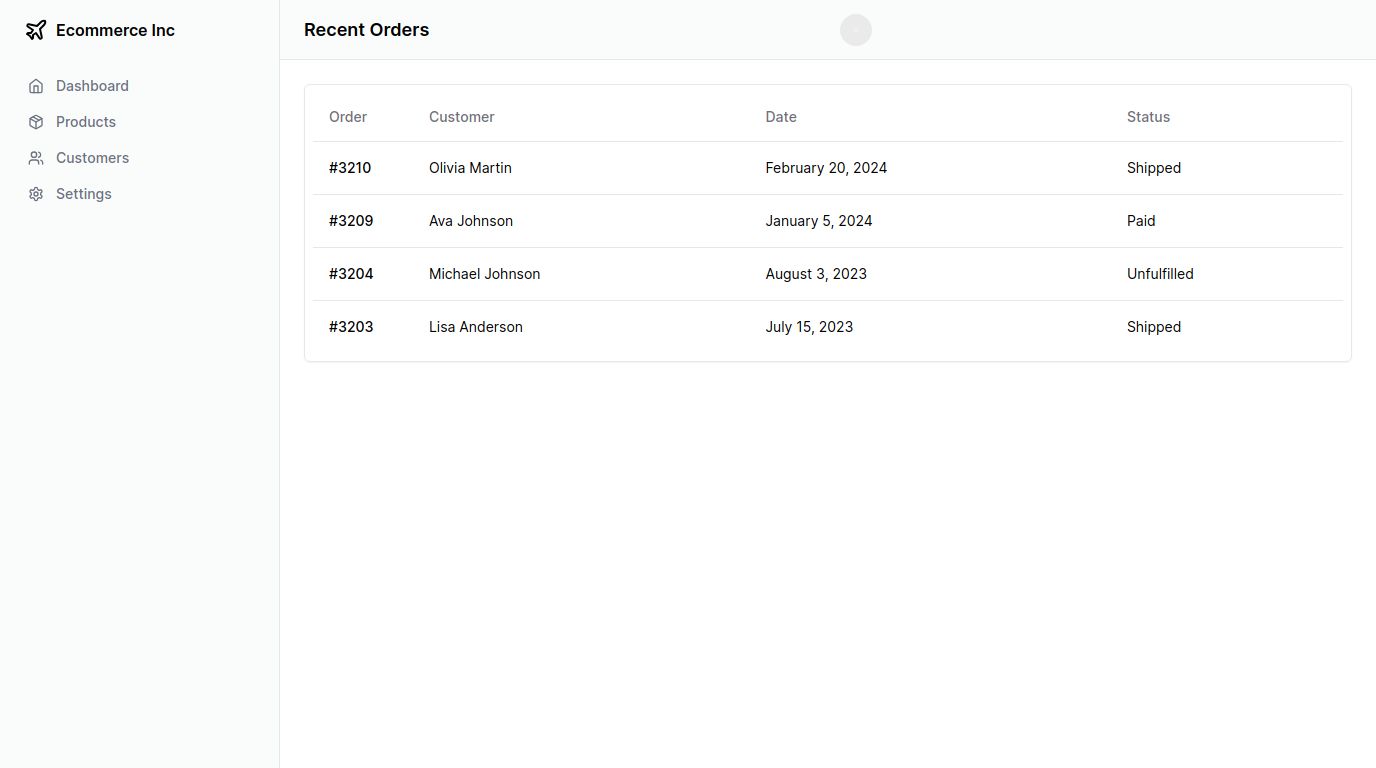 Ecommerce Inc
Dashboard
Products
Customers
Settings
Recent Orders
Order Customer Date Status
#3210 Olivia Martin February 20, 2024 Shipped
#3209 Ava Johnson January 5, 2024 Paid
#3204 Michael Johnson August 3, 2023 Unfulfilled
#3203 Lisa Anderson July 15, 2023 Shipped